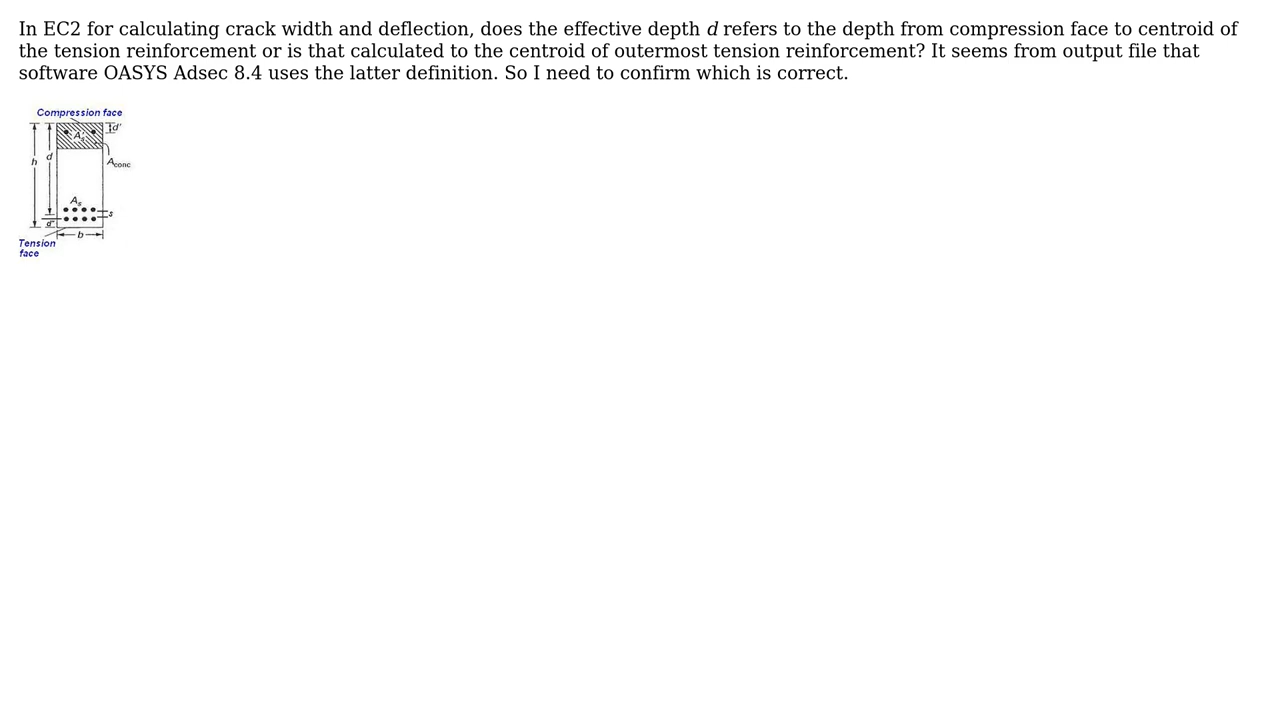 In EC2 for calculating crack width and deflection, does the effective depth d refers to the depth from compression face to centroid of
the tension reinforcement or is that calculated to the centroid of outermost tension reinforcement? It seems from output file that
software OASYS Adsec 8.4 uses the latter definition. So I need to confirm which is correct.
Compression face
d'
h
d
Aconc
As
s
b
Tension
face